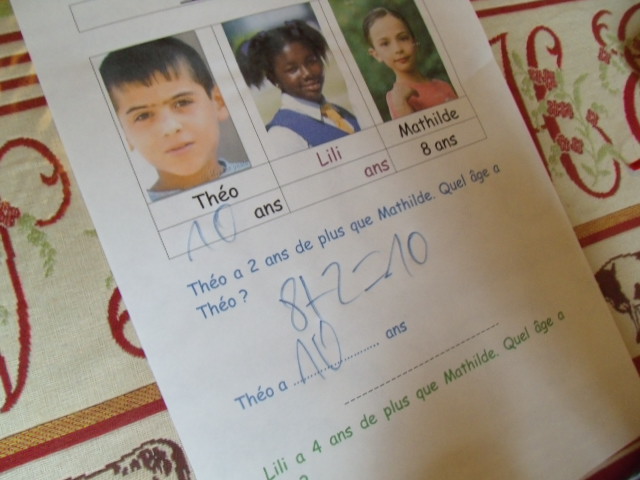 Théo
Lili
Mathilde
10 ans
ans
8 ans
Théo a 2 ans de plus que Mathilde. Quel âge a
Théo ?
8+2=10
Théo a 10 ans
Lili a 4 ans de plus que Mathilde. Quel âge a